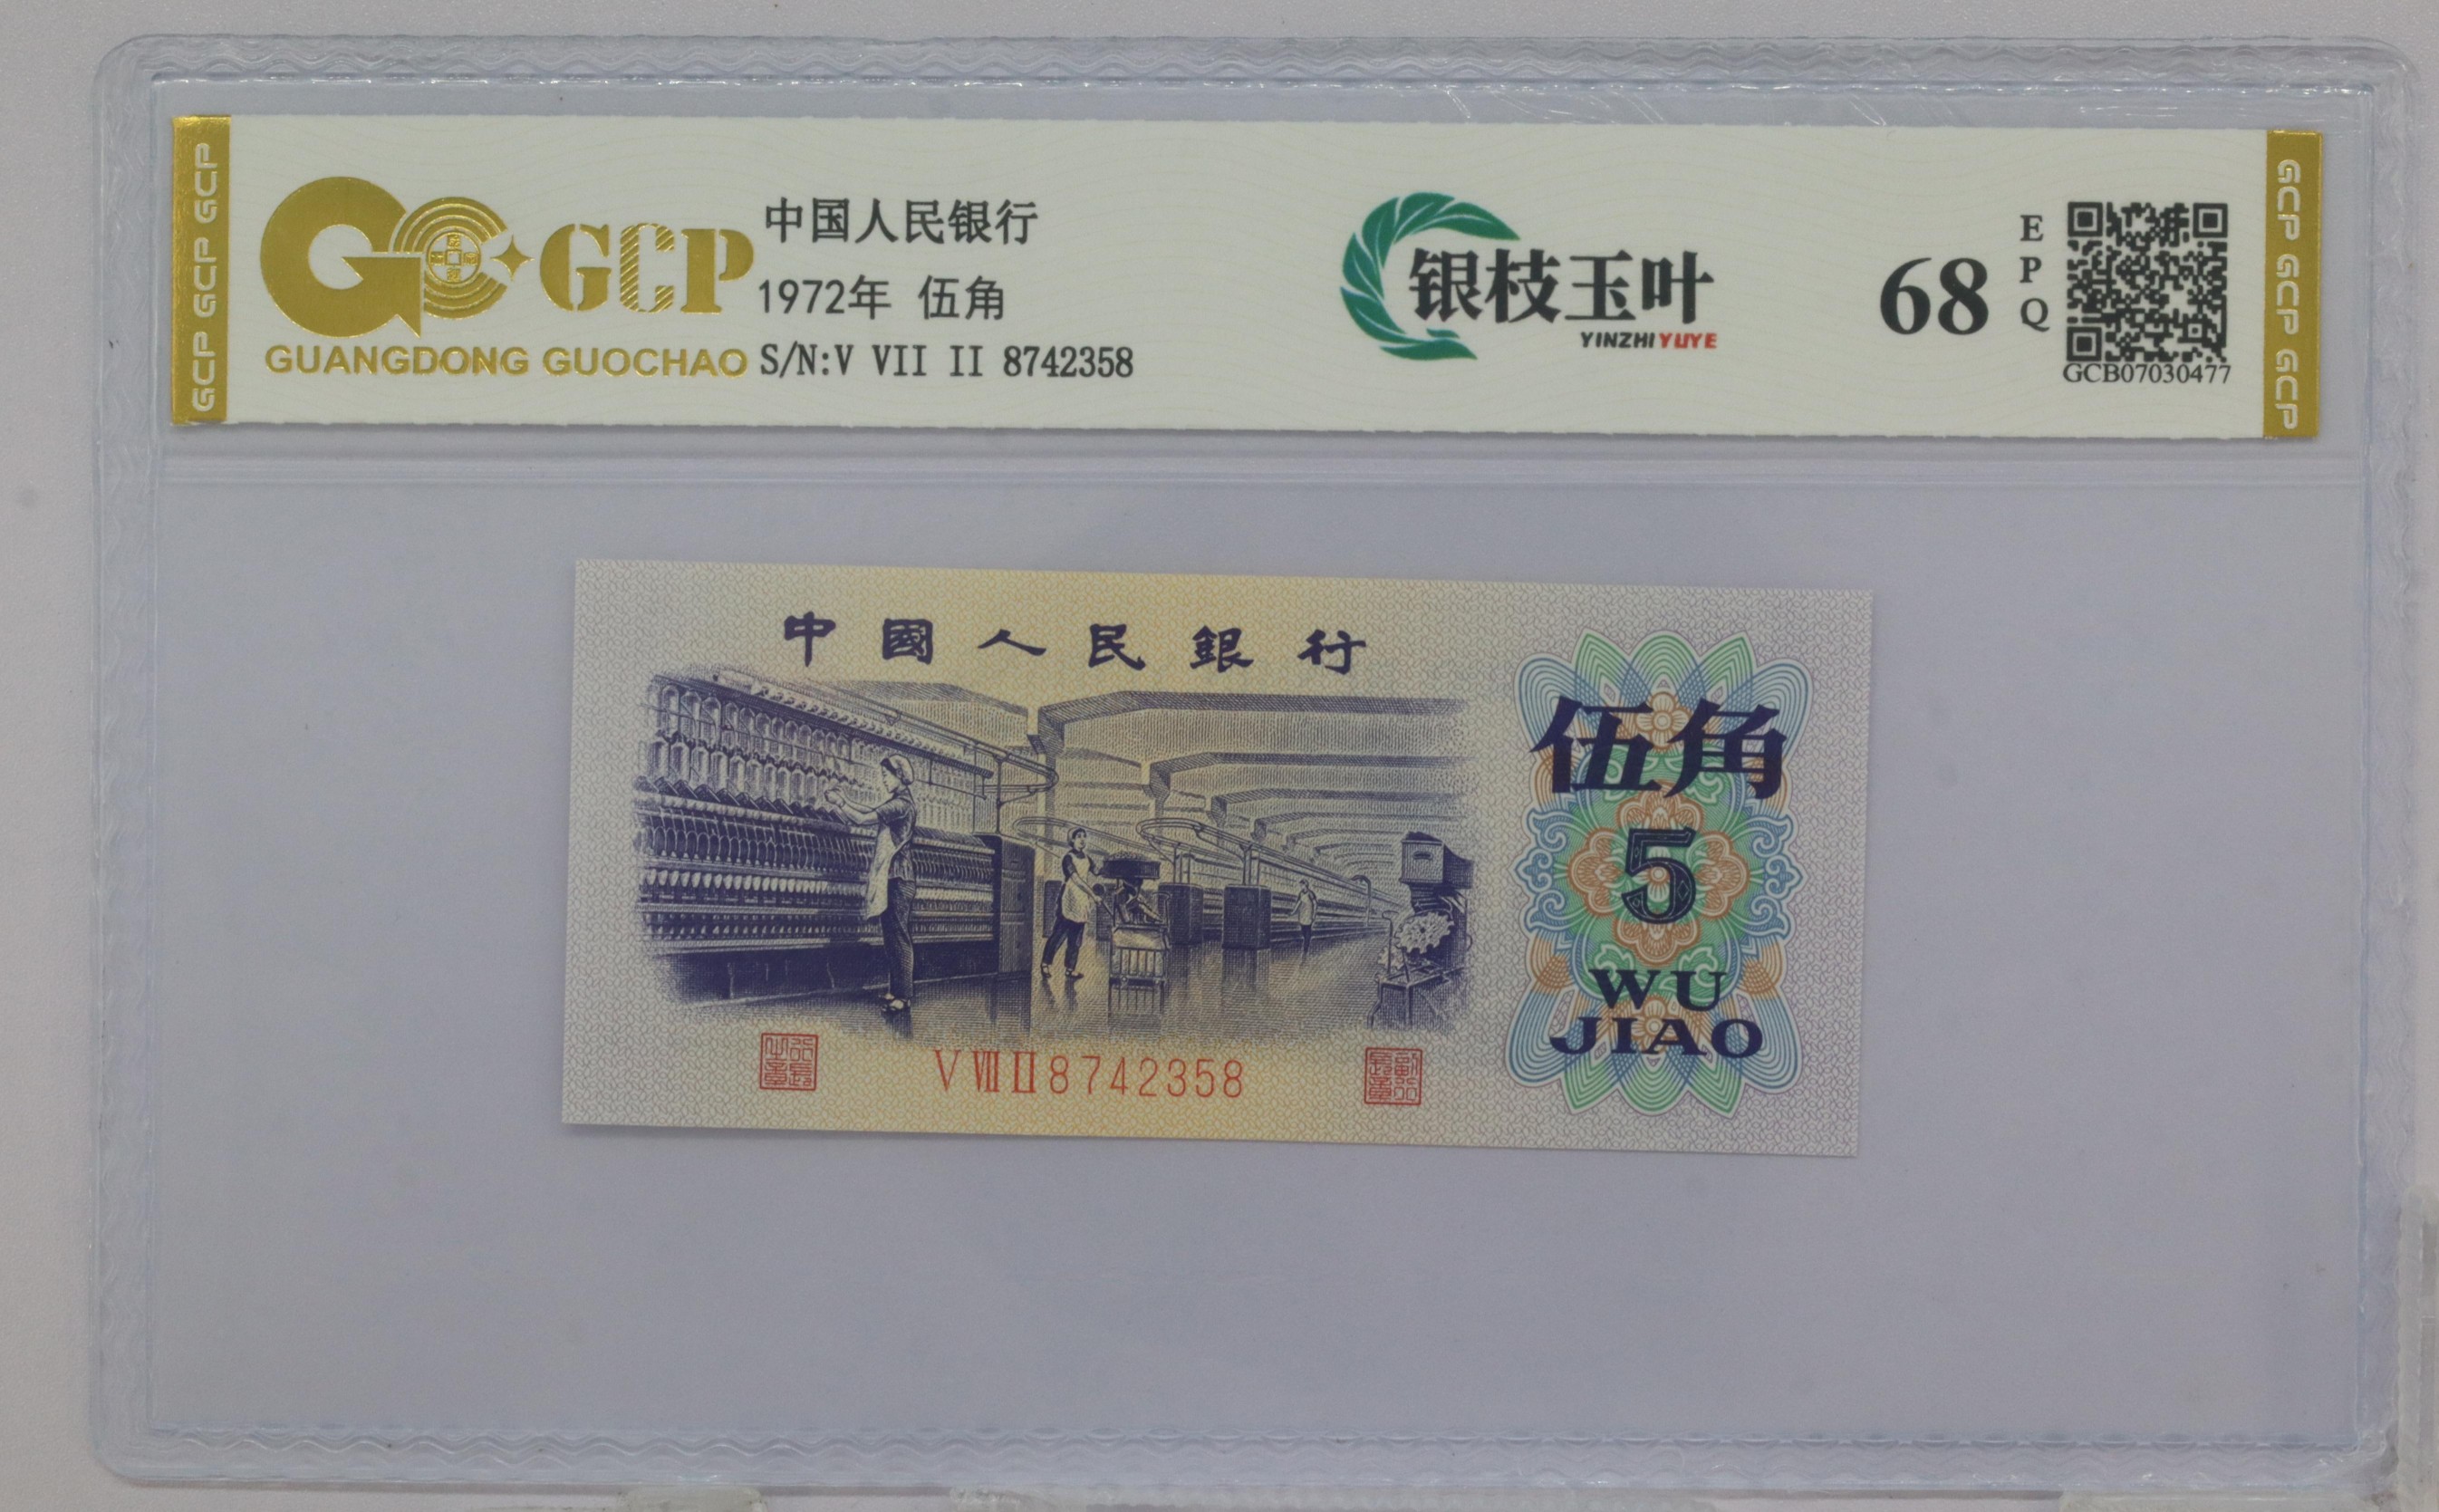 GCP GCP GCP
GCP
GUANGDONG GUOCHAO
中国人民银行
1972年 伍角
S/N:V VII II 8742358
银枝玉叶
YINZHI YUYE
68
EPQ
GCB07030477
GCP GCP GCP
中國人民銀行
伍角
5
WU
JIAO
V VII II 8742358